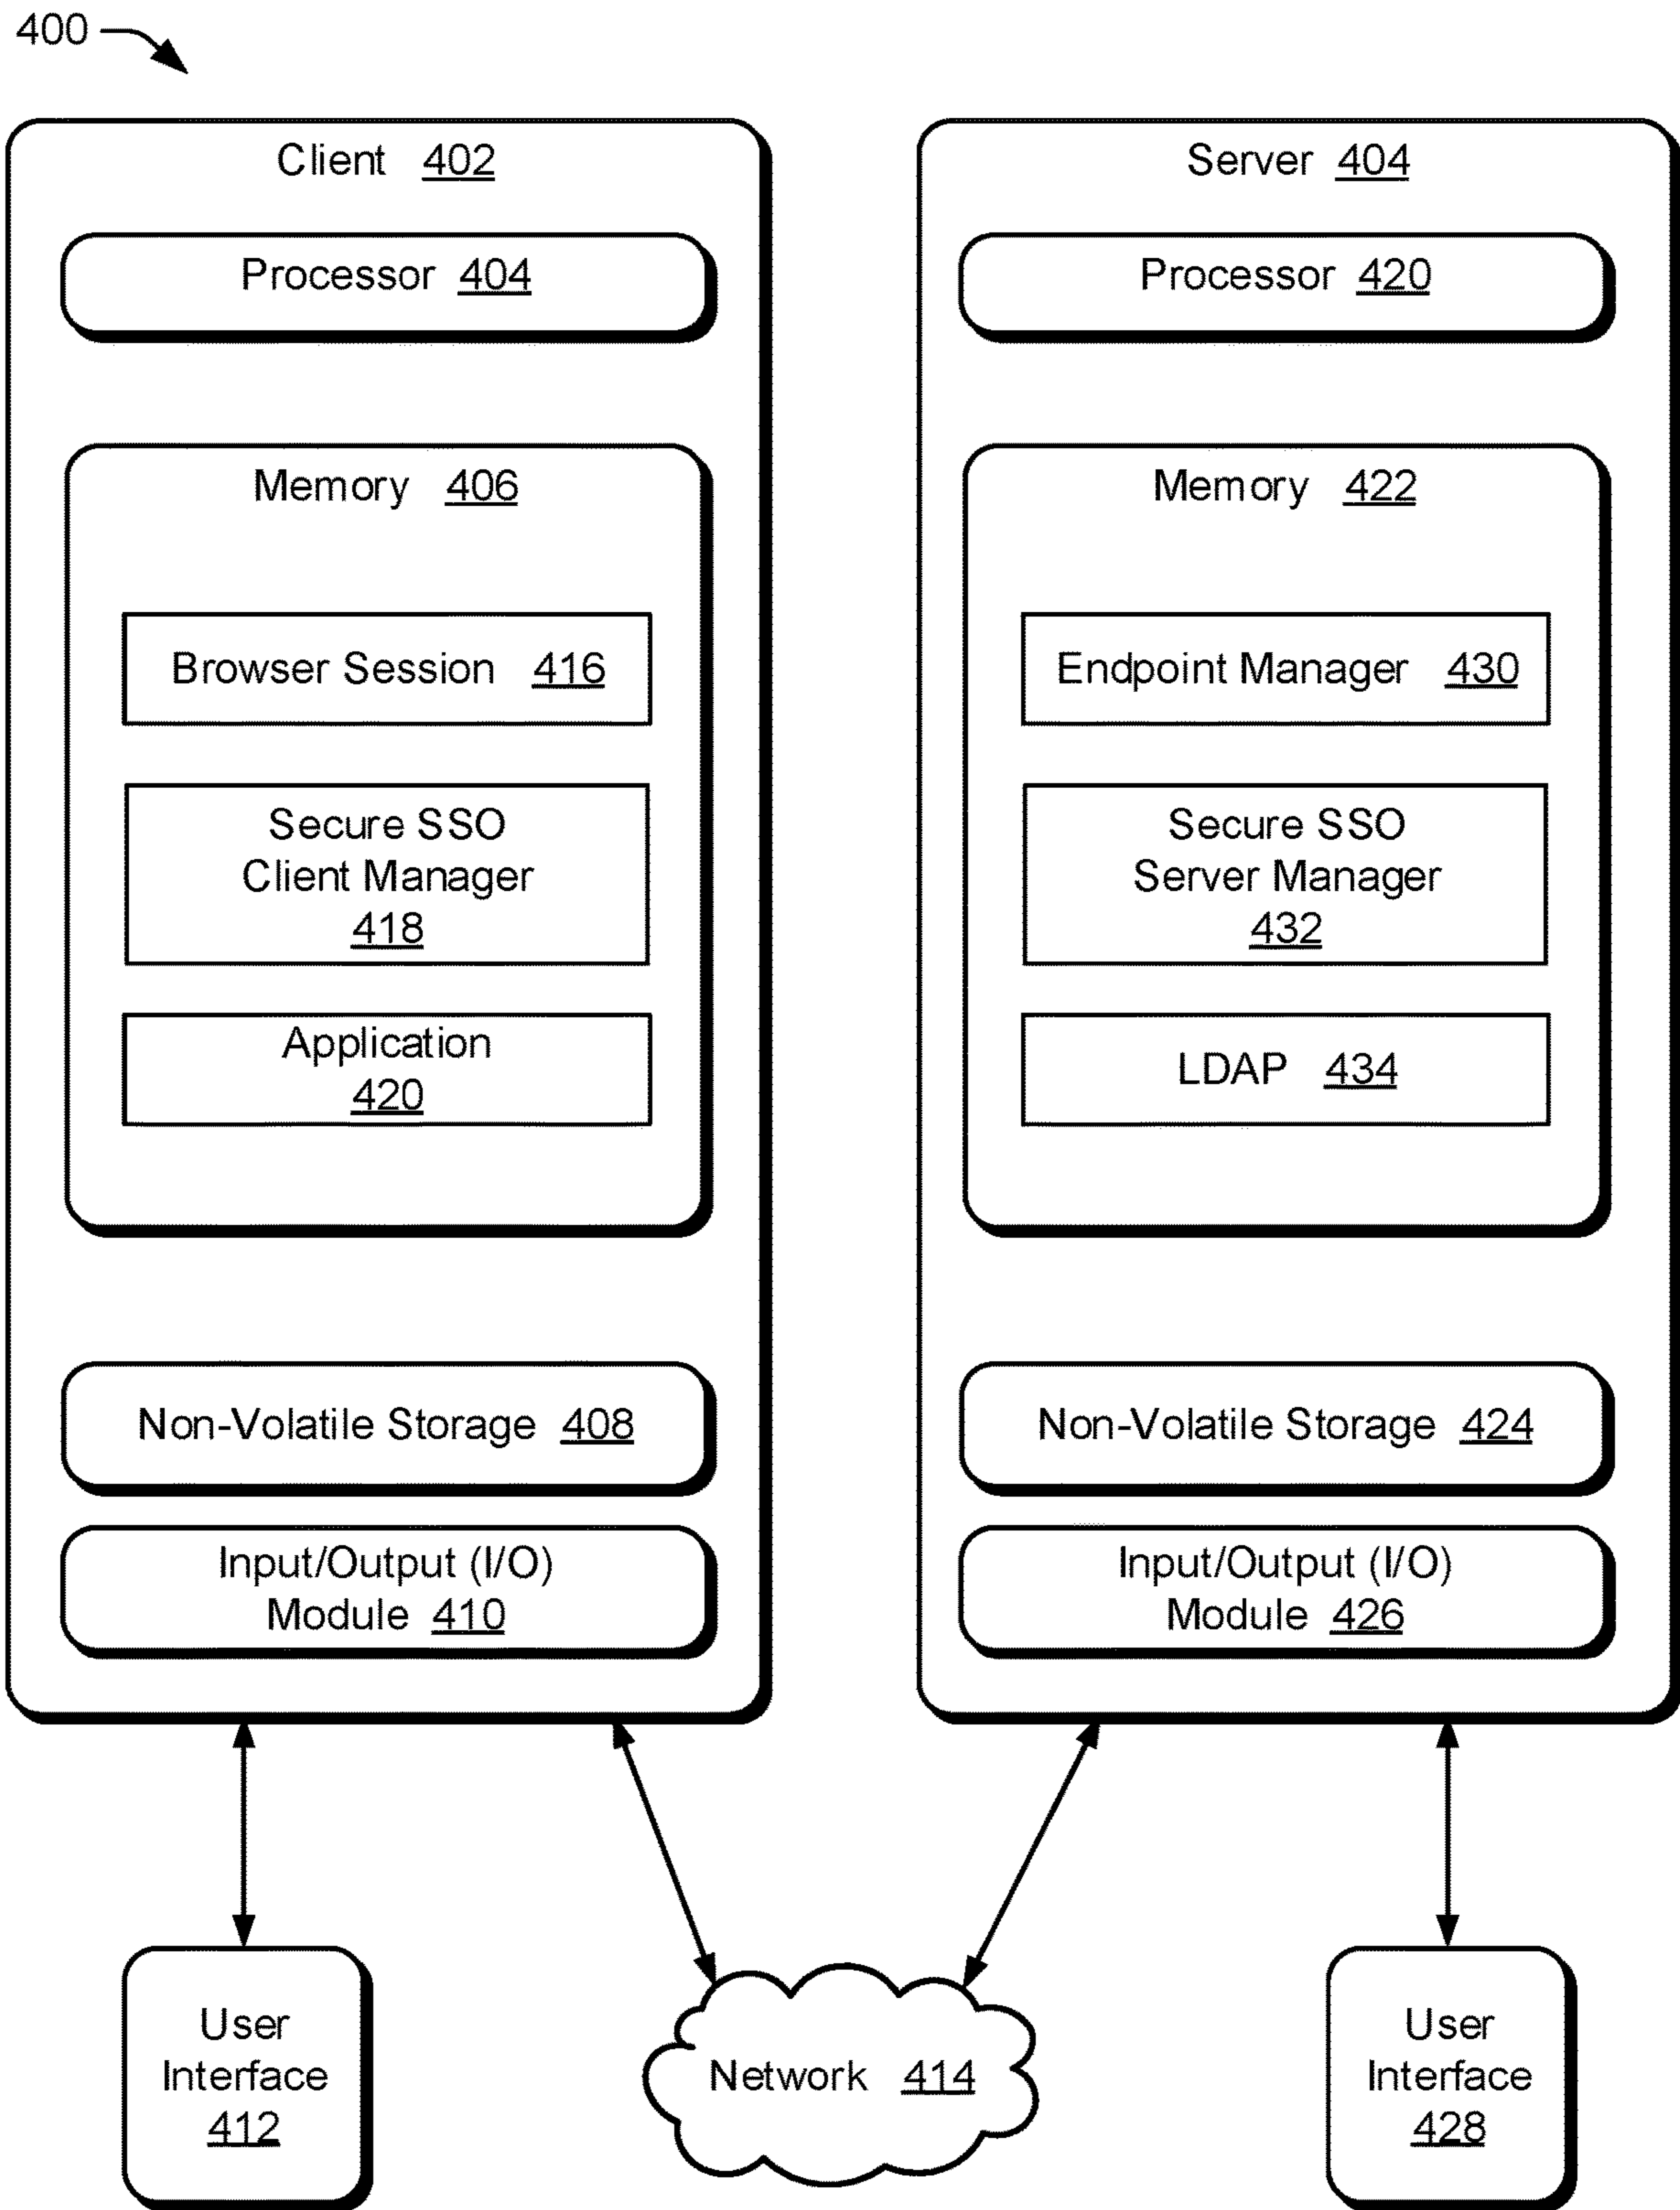 400
Client 402
Processor 404
Memory 406
Browser Session 416
Secure SSO
Client Manager
418
Application
420
Non-Volatile Storage 408
Input/Output (I/O)
Module 410
Server 404
Processor 420
Memory 422
Endpoint Manager 430
Secure SSO
Server Manager
432
LDAP 434
Non-Volatile Storage 424
Input/Output (I/O)
Module 426
User
Interface
412
Network 414
User
Interface
428